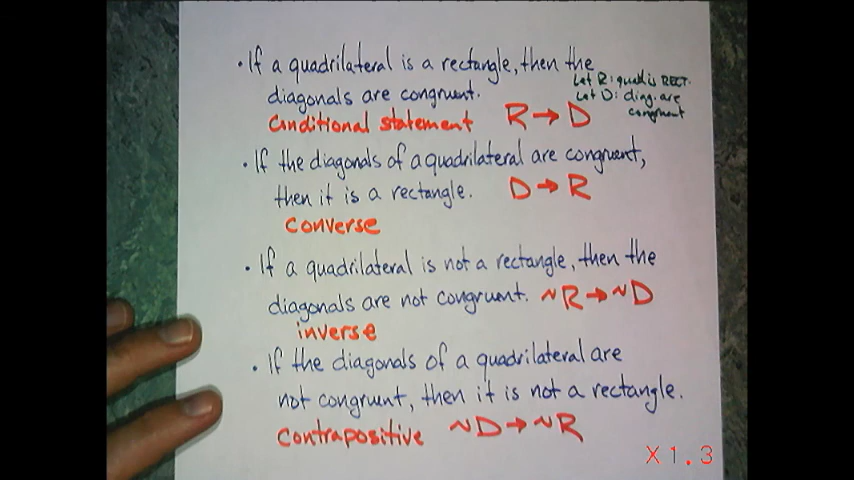 • If a quadrilateral is a rectangle, then the
Let R: quad is RECT.
diagonals are congruent.
Let D: diag. are
congruent
Conditional statement R → D
• If the diagonals of a quadrilateral are congruent,
then it is a rectangle. D → R
converse
• If a quadrilateral is not a rectangle, then the
diagonals are not congruent. ~R → ~D
inverse
• If the diagonals of a quadrilateral are
not congruent, then it is not a rectangle.
Contrapositive ~D → ~R
X1.3